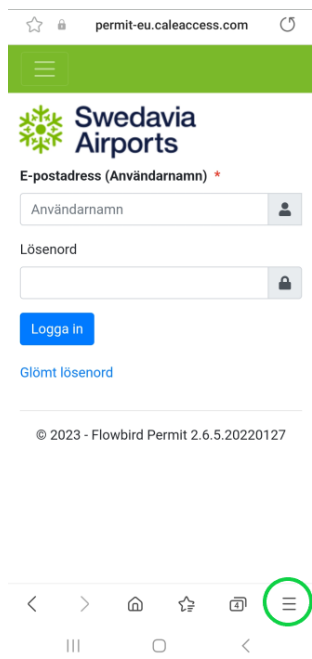 permit-eu.caleaccess.com
Swedavia
Airports
E-postadress (Användarnamn) *
Användarnamn
Lösenord
Logga in
Glömt lösenord
© 2023 - Flowbird Permit 2.6.5.20220127
4